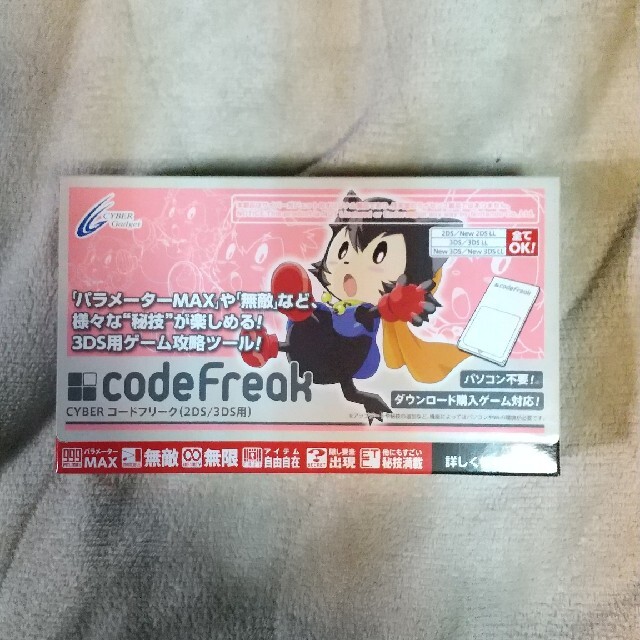 CYBER
Gadget
2DS/New 2DS LL
3DS/3DS LL
New 3DS/New 3DS LL
全て
OK!
codeFreak
「パラメーターMAX」や「無敵」など、
様々な“秘技”が楽しめる!
3DS用ゲーム攻略ツール!
パソコン不要!
ダウンロード購入ゲーム対応!
codeFreak
CYBER コードフリーク(2DS/3DS用)
パラメーター
MAX
無敵
無限
アイテム
自由自在
隠し要素
出現
他にもすごい
秘技満載
詳しく